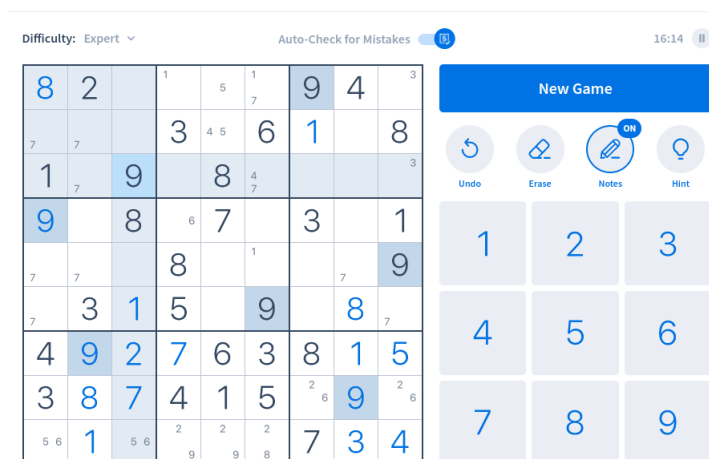 Difficulty: Expert
Auto-Check for Mistakes
16:14
8 2 1 5 1 7 9 4 3
7 7 3 4 5 6 1 8
1 7 9 8 4 7 3
9 8 6 7 3 1
7 7 8 1 7 9
7 3 1 5 9 8 7
4 9 2 7 6 3 8 1 5
3 8 7 4 1 5 2 6 9 2 6
5 6 1 5 6 2 9 2 9 2 8 7 3 4
New Game
ON
Undo Erase Notes Hint
1 2 3
4 5 6
7 8 9